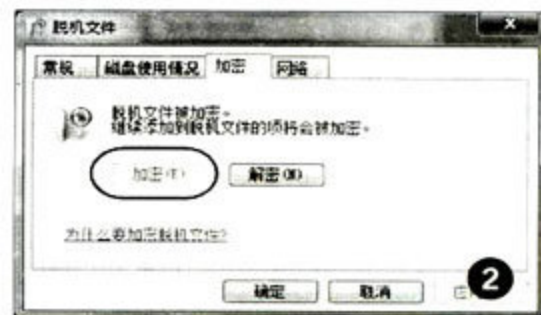 脱机文件
常规 磁盘使用情况 加密 网络
脱机文件被加密。
继续添加到脱机文件的项将会被加密。
加密(E) 解密(N)
为什么要加密脱机文件?
确定 取消
2